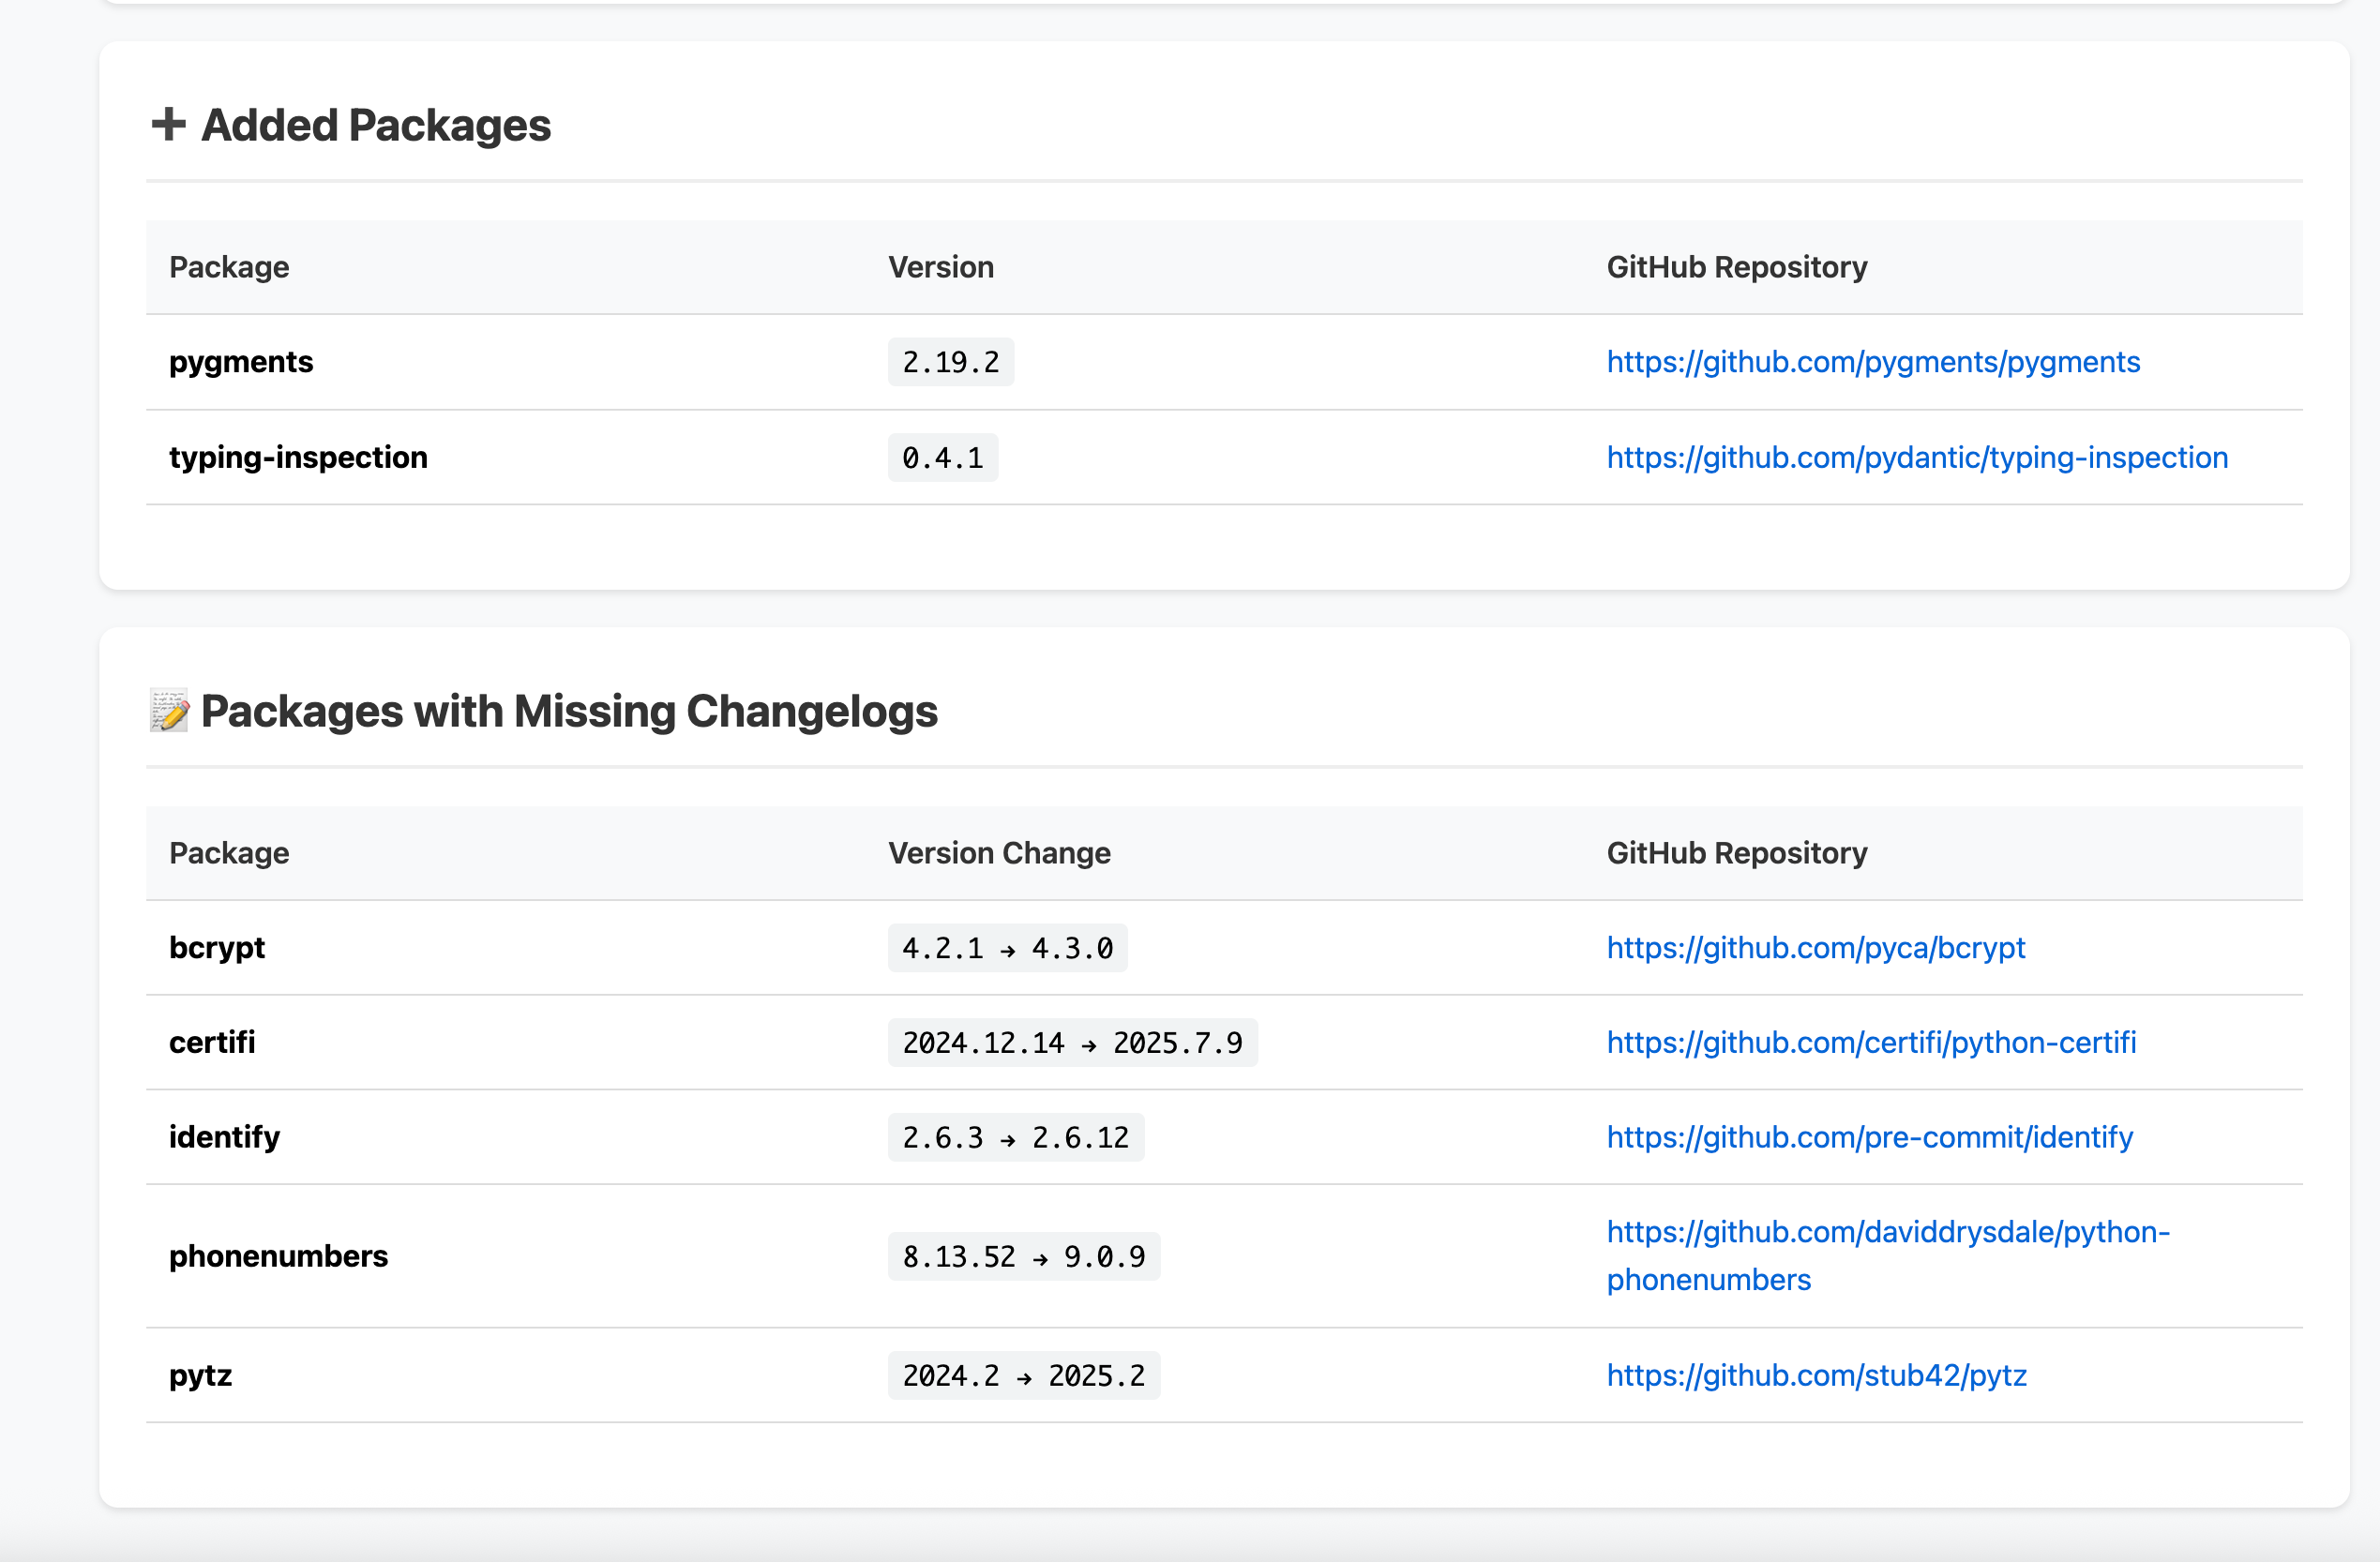 ➕ Added Packages
Package Version GitHub Repository
pygments 2.19.2 https://github.com/pygments/pygments
typing-inspection 0.4.1 https://github.com/pydantic/typing-inspection
📝 Packages with Missing Changelogs
Package Version Change GitHub Repository
bcrypt 4.2.1 → 4.3.0 https://github.com/pyca/bcrypt
certifi 2024.12.14 → 2025.7.9 https://github.com/certifi/python-certifi
identify 2.6.3 → 2.6.12 https://github.com/pre-commit/identify
phonenumbers 8.13.52 → 9.0.9 https://github.com/daviddrysdale/python-
phonenumbers
pytz 2024.2 → 2025.2 https://github.com/stub42/pytz